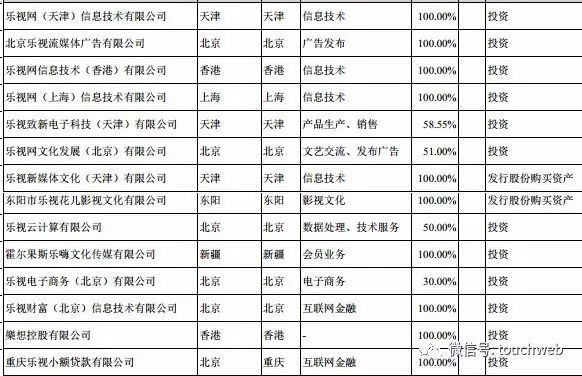 乐视网（天津）信息技术有限公司 天津 天津 信息技术 100.00% 投资
北京乐视流媒体广告有限公司 北京 北京 广告发布 100.00% 投资
乐视网信息技术（香港）有限公司 香港 香港 信息技术 100.00% 投资
乐视网（上海）信息技术有限公司 上海 上海 信息技术 100.00% 投资
乐视致新电子科技（天津）有限公司 天津 天津 产品生产、销售 58.55% 投资
乐视网文化发展（北京）有限公司 北京 北京 文艺交流、发布广告 51.00% 投资
乐视新媒体文化（天津）有限公司 天津 天津 信息技术 100.00% 发行股份购买资产
东阳市乐视花儿影视文化有限公司 东阳 东阳 影视文化 100.00% 发行股份购买资产
乐视云计算有限公司 北京 北京 数据处理、技术服务 50.00% 投资
霍尔果斯乐嗨文化传媒有限公司 新疆 新疆 会员业务 100.00% 投资
乐视电子商务（北京）有限公司 北京 北京 电子商务 30.00% 投资
乐视财富（北京）信息技术有限公司 北京 北京 互联网金融 100.00% 投资
樂想控股有限公司 香港 香港 - 100.00% 投资
重庆乐视小额贷款有限公司 北京 重庆 互联网金融 100.00% 投资
微信号: touchweb